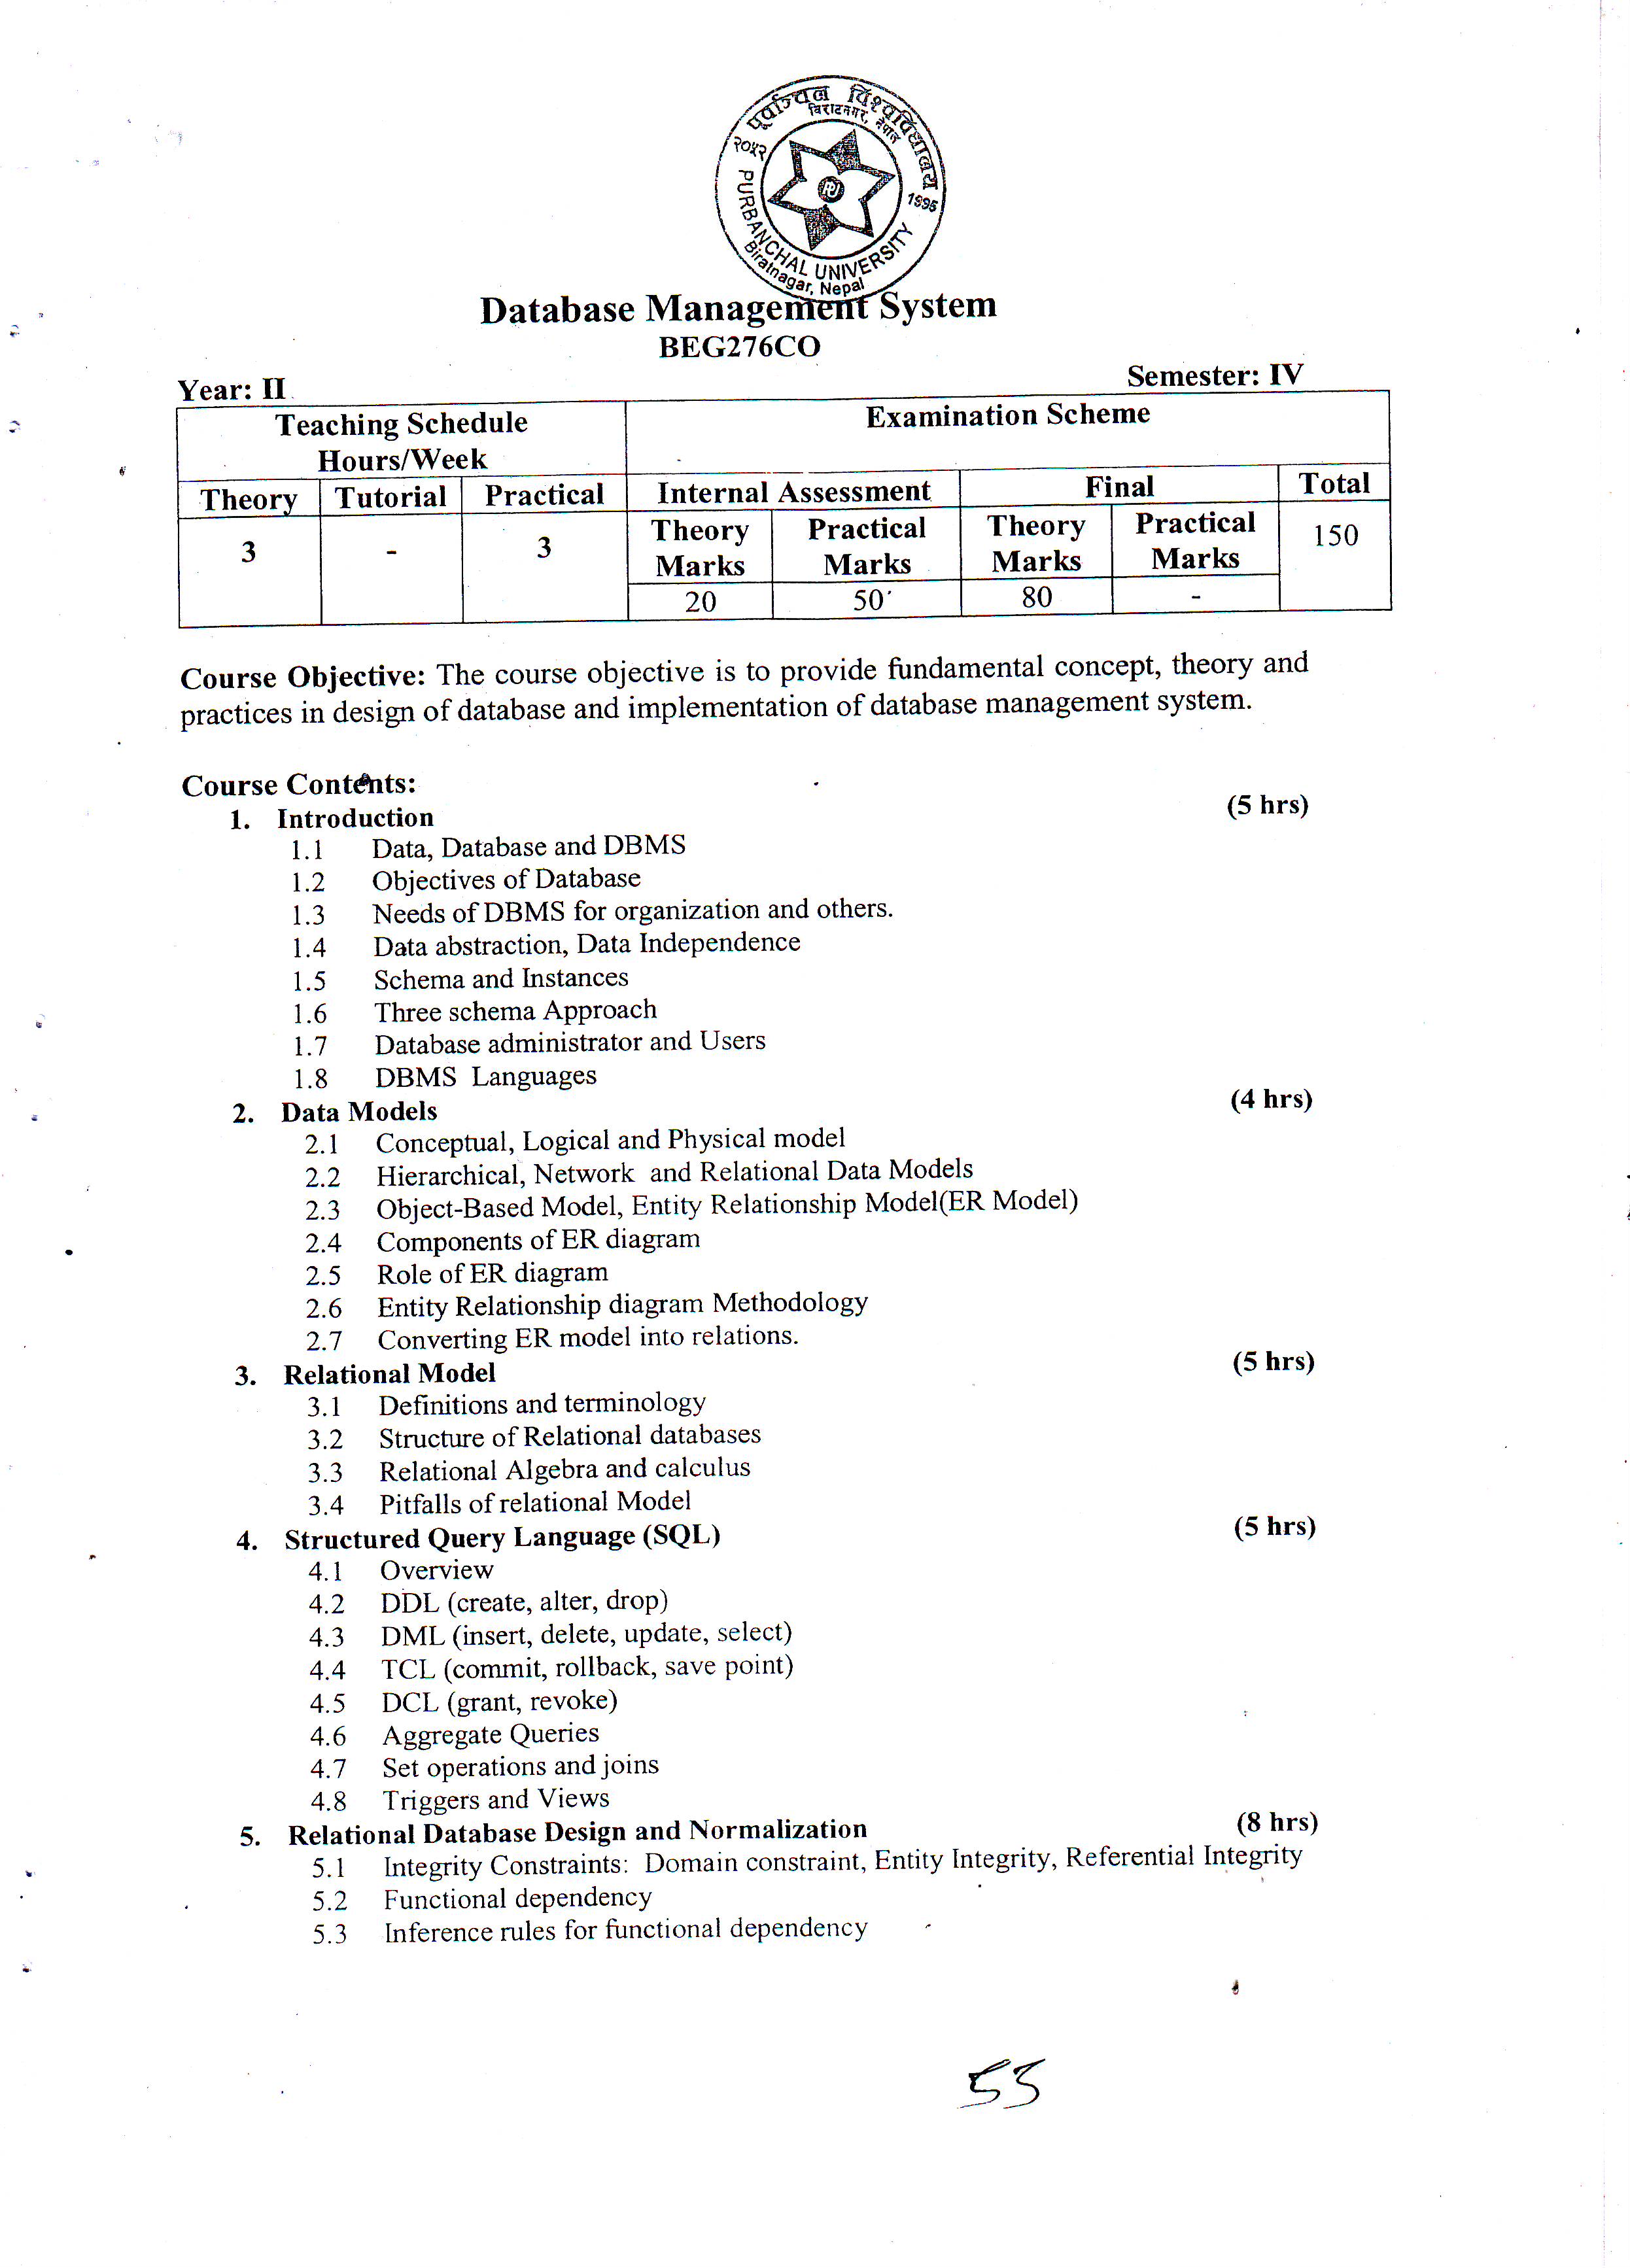 पूर्वाञ्चल विश्वविद्यालय
विराटनगर, नेपाल
२०५२
1995
PU
PURBANCHAL UNIVERSITY
Biratnagar, Nepal
Database Management System
BEG276CO
Year: II
Semester: IV
Teaching Schedule
Hours/Week
Examination Scheme
Theory Tutorial Practical Internal Assessment Final Total
Theory Marks Practical Marks Theory Marks Practical Marks
3 - 3 150
20 50 80 -
Course Objective: The course objective is to provide fundamental concept, theory and
practices in design of database and implementation of database management system.
Course Contents:
1. Introduction (5 hrs)
1.1 Data, Database and DBMS
1.2 Objectives of Database
1.3 Needs of DBMS for organization and others.
1.4 Data abstraction, Data Independence
1.5 Schema and Instances
1.6 Three schema Approach
1.7 Database administrator and Users
1.8 DBMS Languages
2. Data Models (4 hrs)
2.1 Conceptual, Logical and Physical model
2.2 Hierarchical, Network and Relational Data Models
2.3 Object-Based Model, Entity Relationship Model(ER Model)
2.4 Components of ER diagram
2.5 Role of ER diagram
2.6 Entity Relationship diagram Methodology
2.7 Converting ER model into relations.
3. Relational Model (5 hrs)
3.1 Definitions and terminology
3.2 Structure of Relational databases
3.3 Relational Algebra and calculus
3.4 Pitfalls of relational Model
4. Structured Query Language (SQL) (5 hrs)
4.1 Overview
4.2 DDL (create, alter, drop)
4.3 DML (insert, delete, update, select)
4.4 TCL (commit, rollback, save point)
4.5 DCL (grant, revoke)
4.6 Aggregate Queries
4.7 Set operations and joins
4.8 Triggers and Views
5. Relational Database Design and Normalization (8 hrs)
5.1 Integrity Constraints: Domain constraint, Entity Integrity, Referential Integrity
5.2 Functional dependency
5.3 Inference rules for functional dependency
53